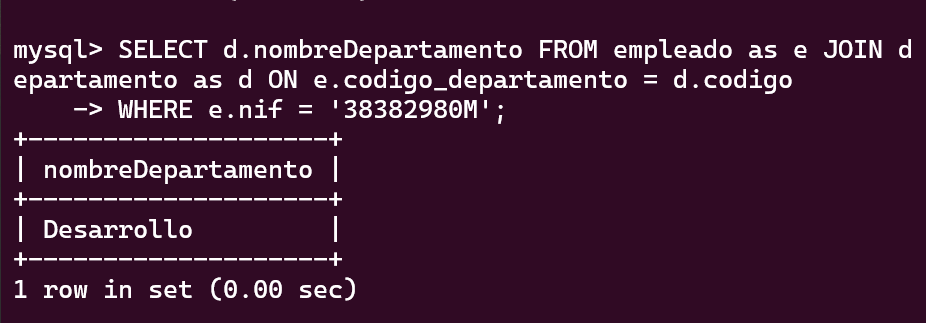 mysql> SELECT d.nombreDepartamento FROM empleado as e JOIN d
epartamento as d ON e.codigo_departamento = d.codigo
    -> WHERE e.nif = '38382980M';
+--------------------+
| nombreDepartamento |
+--------------------+
| Desarrollo         |
+--------------------+
1 row in set (0.00 sec)